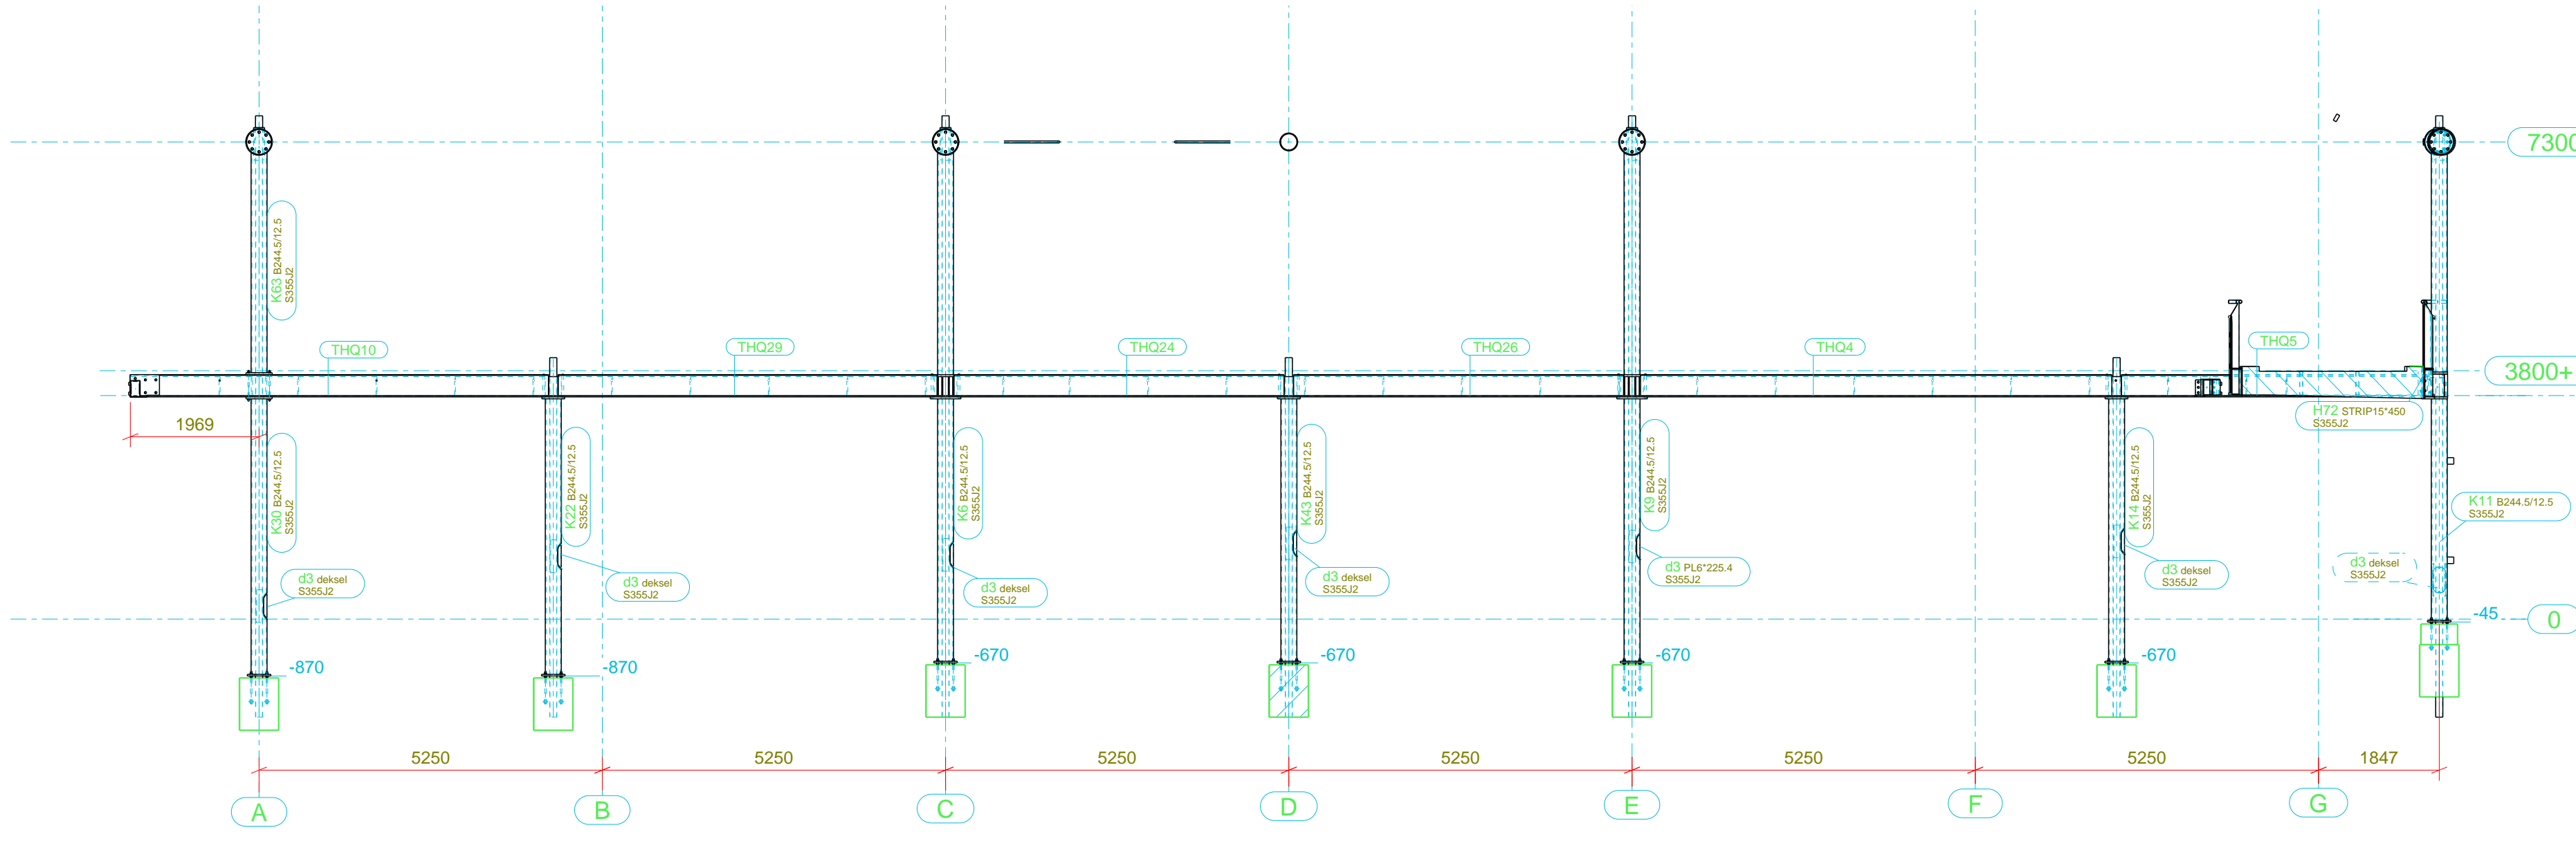 7300
K63 B244.5/12.5
S355J2
THQ10
THQ29
THQ24
THQ26
THQ4
THQ5
3800+
H72 STRIP15*450
S355J2
1969
K30 B244.5/12.5
S355J2
K22 B244.5/12.5
S355J2
K6 B244.5/12.5
S355J2
K43 B244.5/12.5
S355J2
K9 B244.5/12.5
S355J2
K14 B244.5/12.5
S355J2
K11 B244.5/12.5
S355J2
d3 deksel
S355J2
d3 deksel
S355J2
d3 deksel
S355J2
d3 deksel
S355J2
d3 PL6*225.4
S355J2
d3 deksel
S355J2
d3 deksel
S355J2
-45
0
-870
-870
-670
-670
-670
-670
5250
5250
5250
5250
5250
5250
1847
A
B
C
D
E
F
G